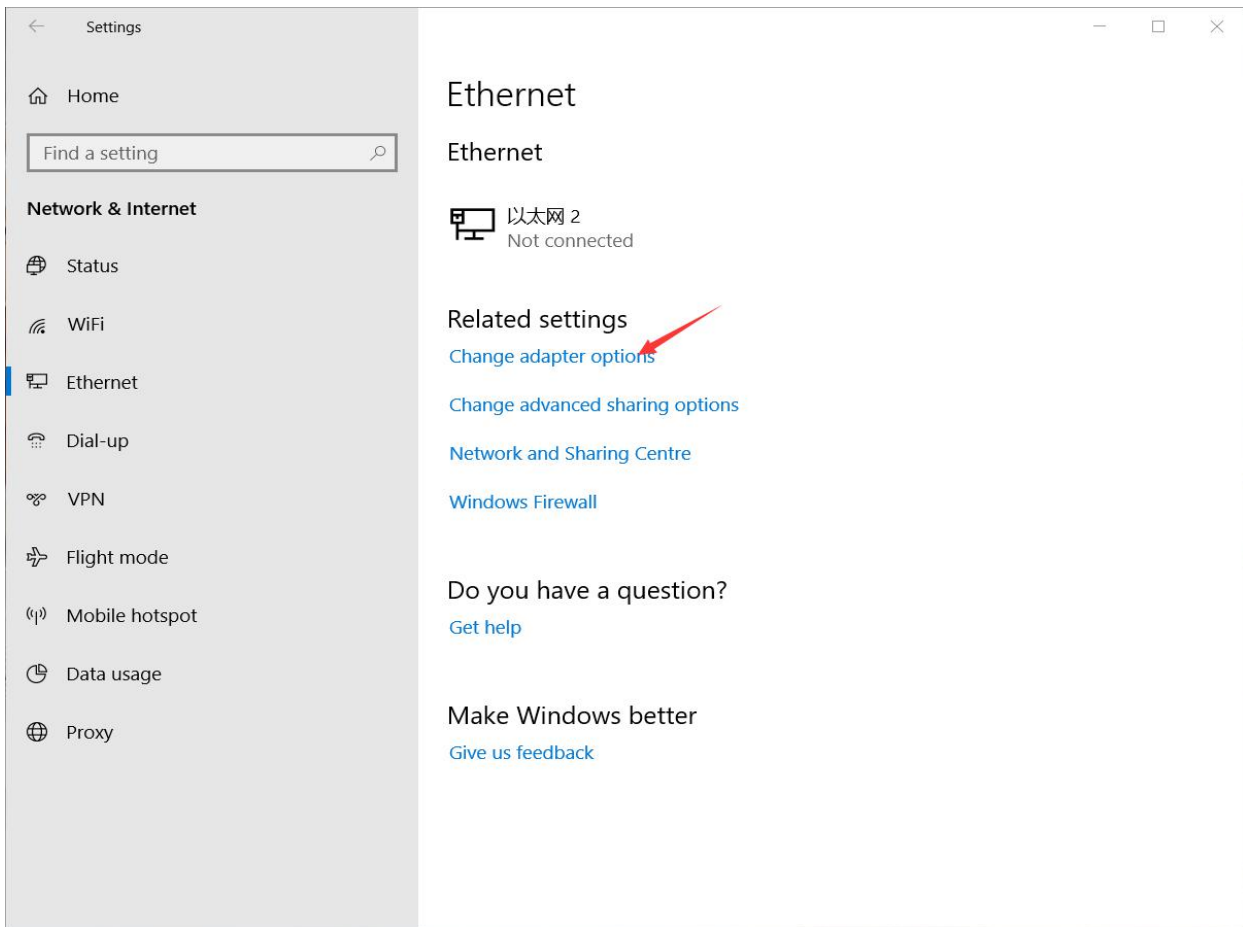 Settings
Home
Find a setting
Network & Internet
Status
WiFi
Ethernet
Dial-up
VPN
Flight mode
Mobile hotspot
Data usage
Proxy
Ethernet
Ethernet
以太网 2
Not connected
Related settings
Change adapter options
Change advanced sharing options
Network and Sharing Centre
Windows Firewall
Do you have a question?
Get help
Make Windows better
Give us feedback